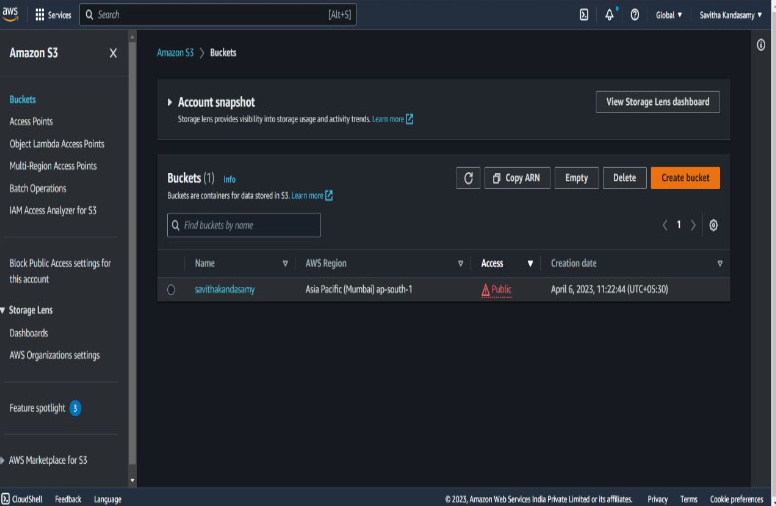 aws Services Search [Alt+S] Global ▼ Savitha Kandasamy ▼
Amazon S3 X
Buckets
Access Points
Object Lambda Access Points
Multi-Region Access Points
Batch Operations
IAM Access Analyzer for S3
Block Public Access settings for
this account
Storage Lens
Dashboards
AWS Organizations settings
Feature spotlight 3
AWS Marketplace for S3
Amazon S3 > Buckets
Account snapshot View Storage Lens dashboard
Storage lens provides visibility into storage usage and activity trends. Learn more
Buckets (1) Info Copy ARN Empty Delete Create bucket
Buckets are containers for data stored in S3. Learn more
Find buckets by name 1
Name AWS Region Access Creation date
savithakandasamy Asia Pacific (Mumbai) ap-south-1 Public April 6, 2023, 11:22:44 (UTC+05:30)
CloudShell Feedback Language © 2023, Amazon Web Services India Private Limited or its affiliates. Privacy Terms Cookie preferences